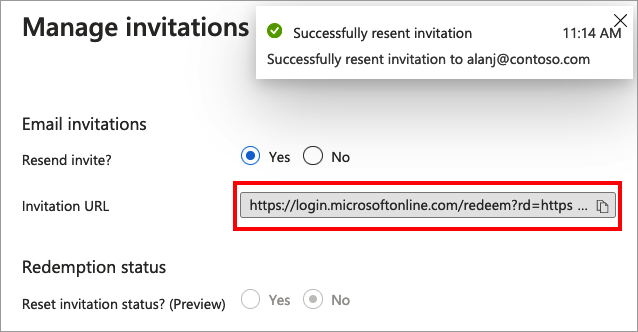 Manage invitations
Successfully resent invitation 11:14 AM
Successfully resent invitation to alanj@contoso.com
Email invitations
Resend invite? Yes No
Invitation URL https://login.microsoftonline.com/redeem?rd=https ...
Redemption status
Reset invitation status? (Preview) Yes No